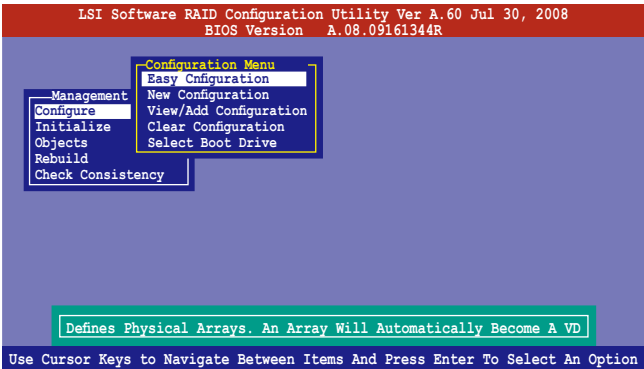 LSI Software RAID Configuration Utility Ver A.60 Jul 30, 2008
BIOS Version A.08.09161344R
Management
Configure
Initialize
Objects
Rebuild
Check Consistency
Configuration Menu
Easy Cnfiguration
New Configuration
View/Add Configuration
Clear Configuration
Select Boot Drive
Defines Physical Arrays. An Array Will Automatically Become A VD
Use Cursor Keys to Navigate Between Items And Press Enter To Select An Option